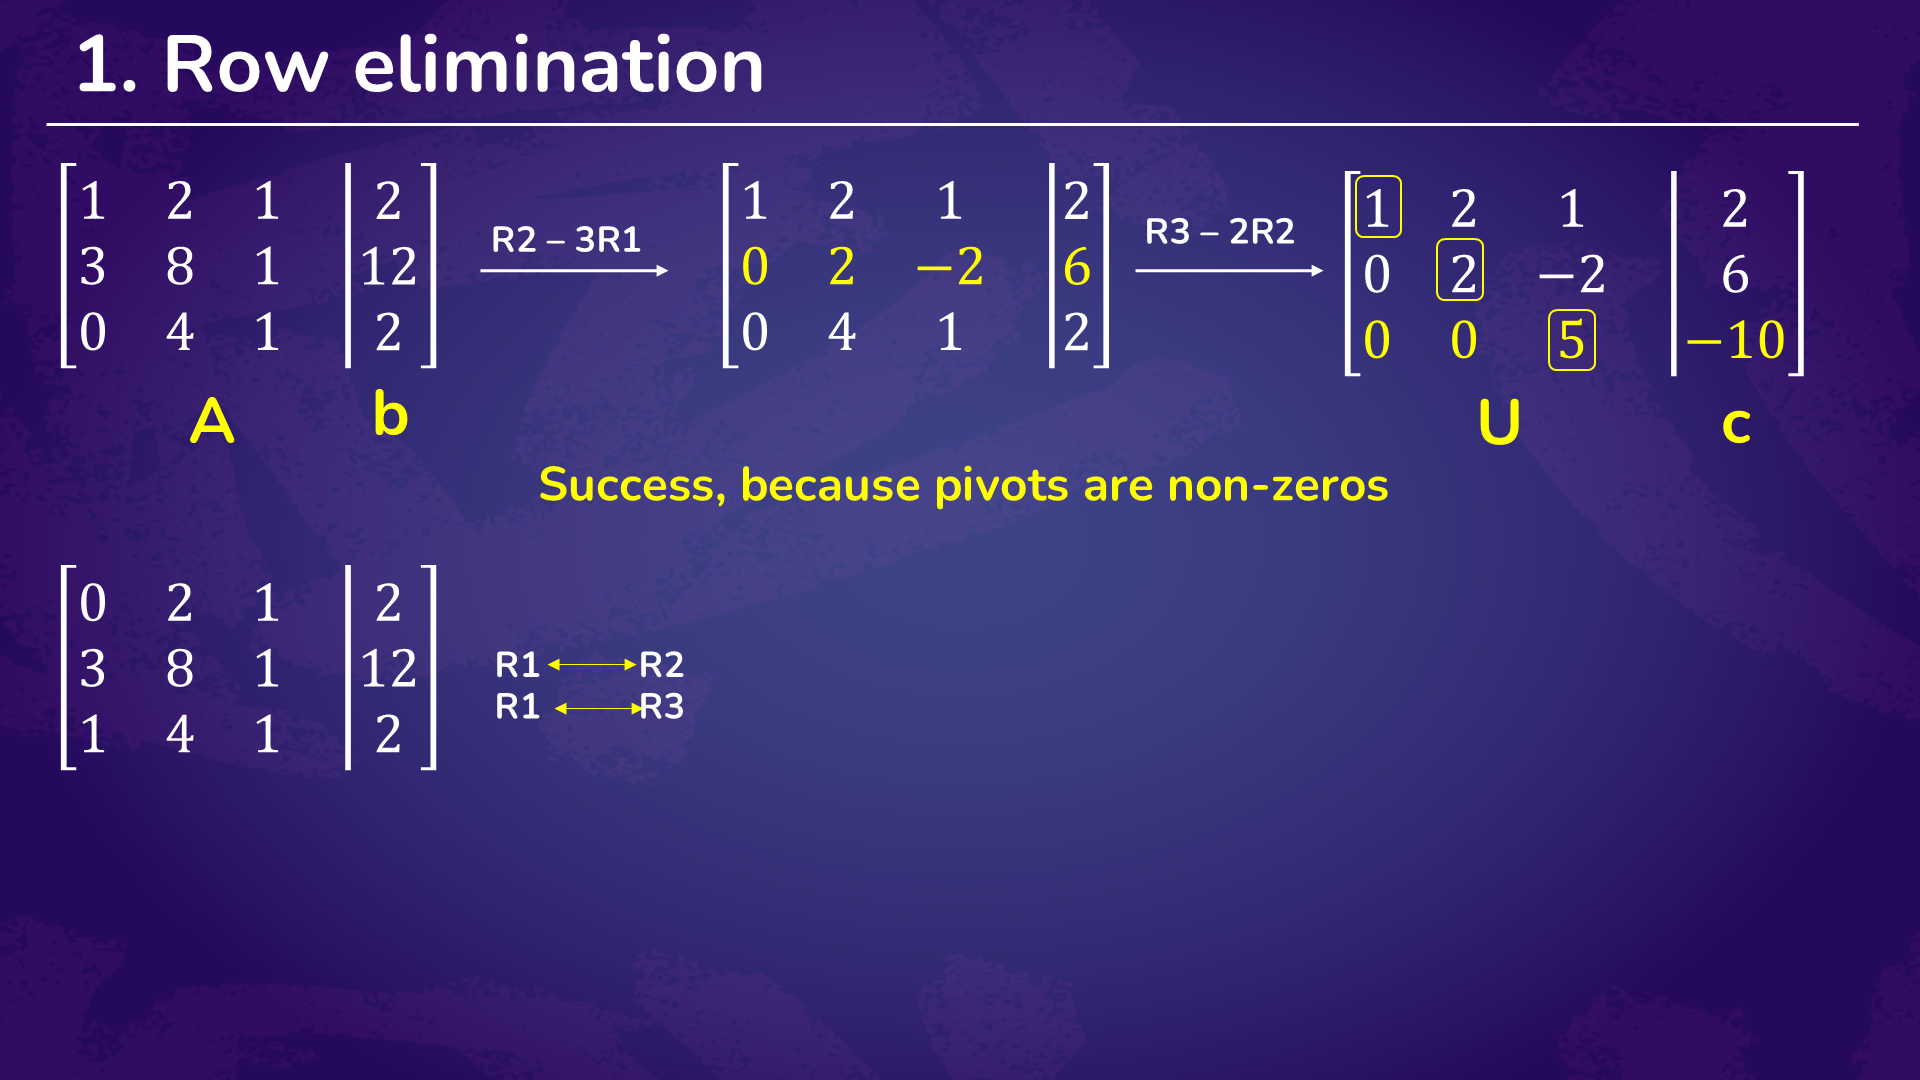 1. Row elimination
1 2 1 2
3 8 1 12
0 4 1 2
R2 – 3R1
1 2 1 2
0 2 −2 6
0 4 1 2
R3 – 2R2
1 2 1 2
0 2 −2 6
0 0 5 −10
A b
U c
Success, because pivots are non-zeros
0 2 1 2
3 8 1 12
1 4 1 2
R1 R2
R1 R3